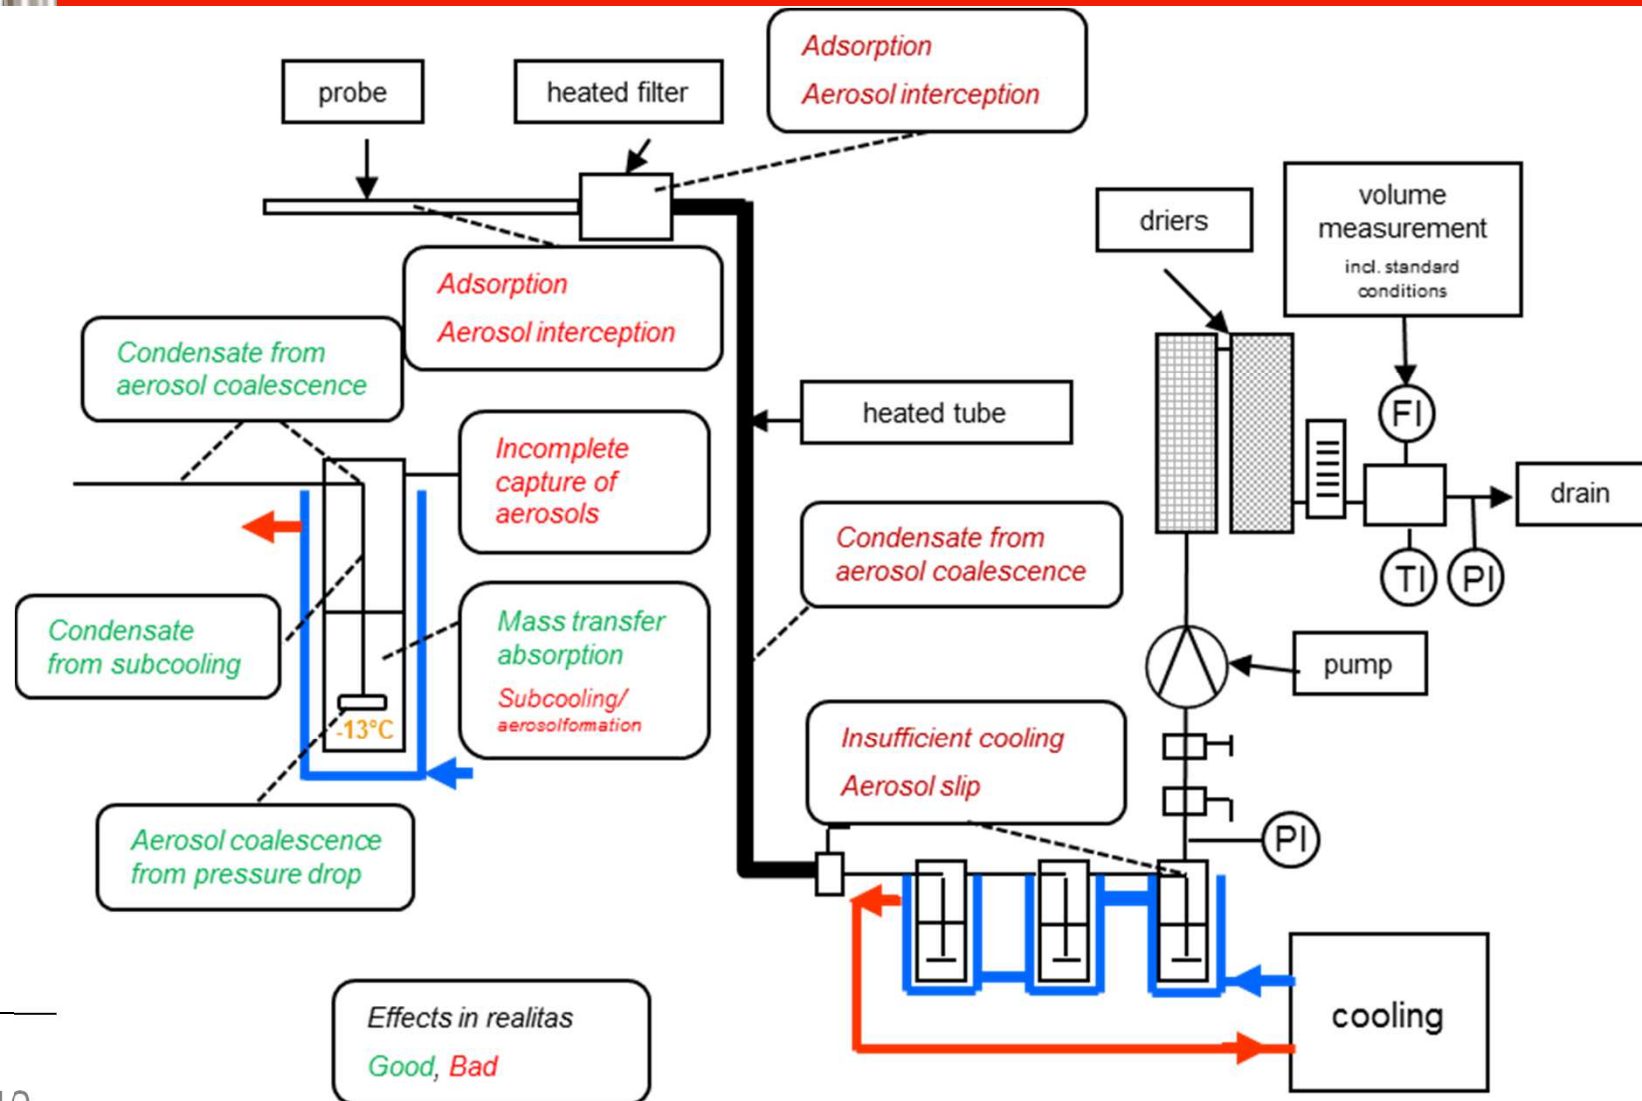 Adsorption
Aerosol interception
probe
heated filter
volume
measurement
incl. standard
conditions
driers
Adsorption
Aerosol interception
Condensate from
aerosol coalescence
heated tube
FI
Incomplete
capture of
aerosols
drain
Condensate from
aerosol coalescence
TI
PI
Condensate
from subcooling
Mass transfer
absorption
Subcooling/
aerosolformation
pump
-13°C
Insufficient cooling
Aerosol slip
Aerosol coalescence
from pressure drop
PI
Effects in realitas
Good, Bad
cooling